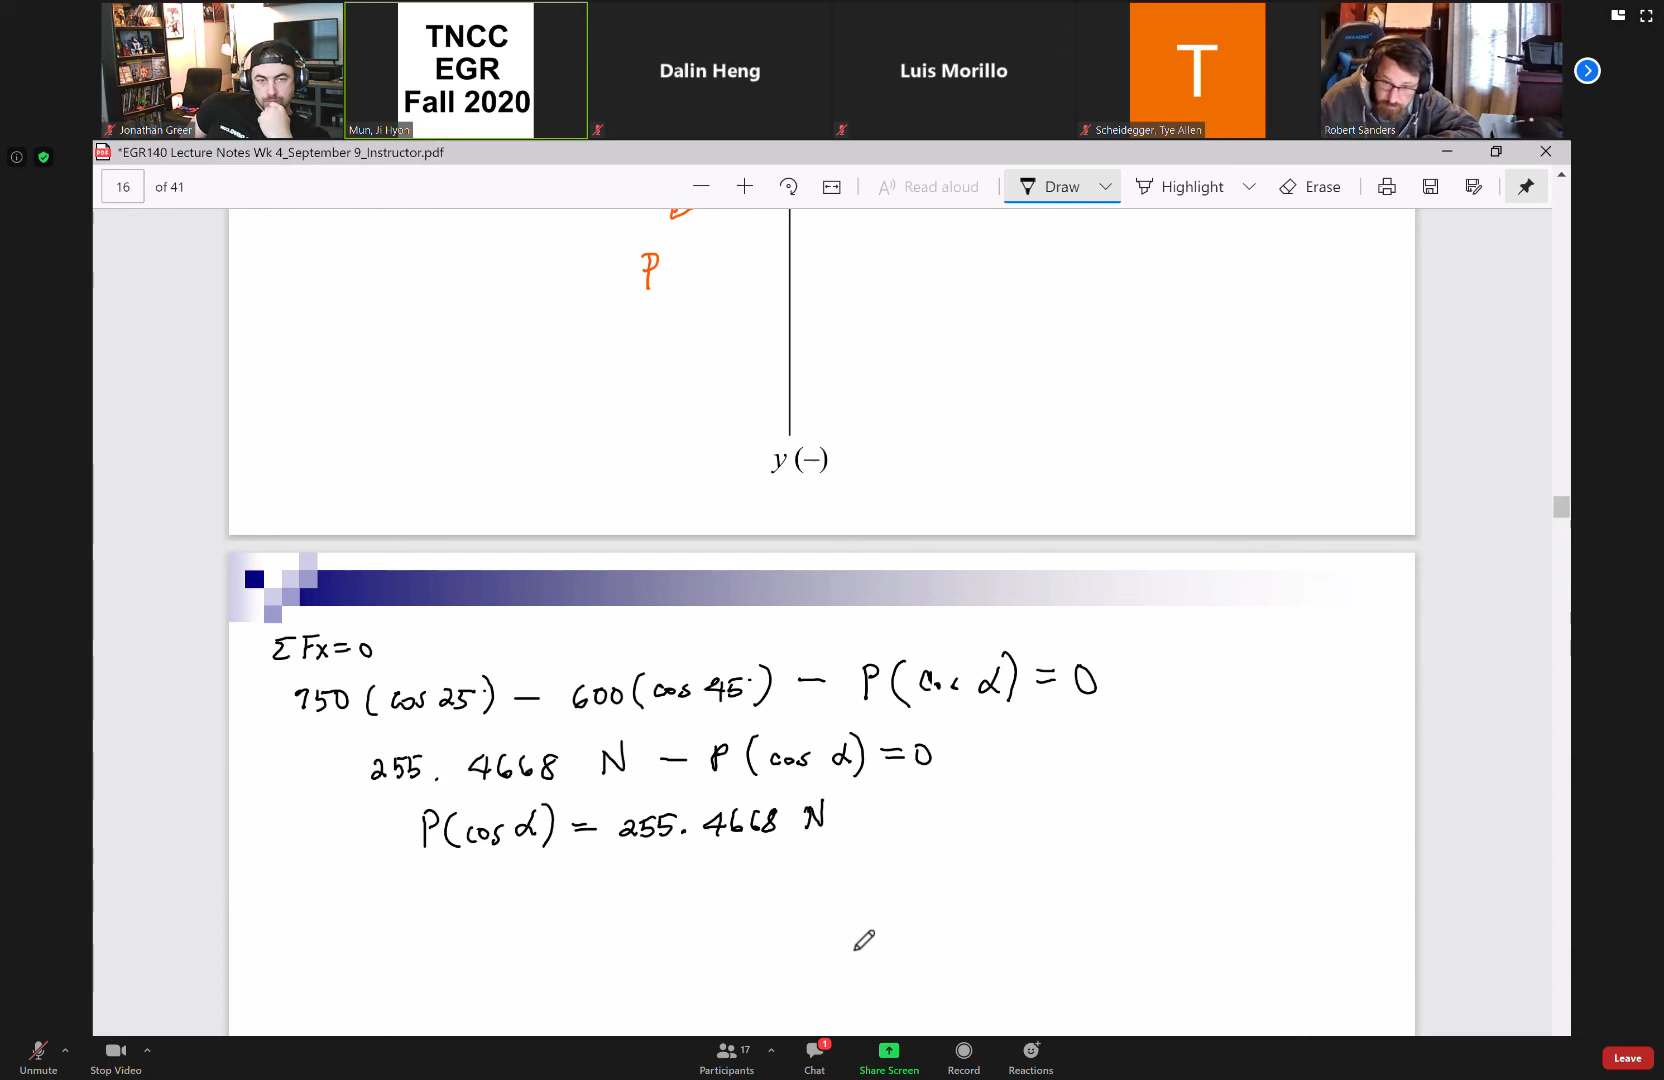 TNCC
EGR
Fall 2020
Dalin Heng
Luis Morillo
T
Jonathan Greer
Mun, Ji Hyon
Scheidegger, Tye Allen
Robert Sanders
*EGR140 Lecture Notes Wk 4_September 9_Instructor.pdf
16 of 41
Read aloud
Draw
Highlight
Erase
P
y (−)
Σ Fx = 0
750 (cos 25°) − 600 (cos 45°) − P(cos α) = 0
255.4668 N − P (cos α) = 0
P(cos α) = 255.4668 N
17
1
Unmute
Stop Video
Participants
Chat
Share Screen
Record
Reactions
Leave